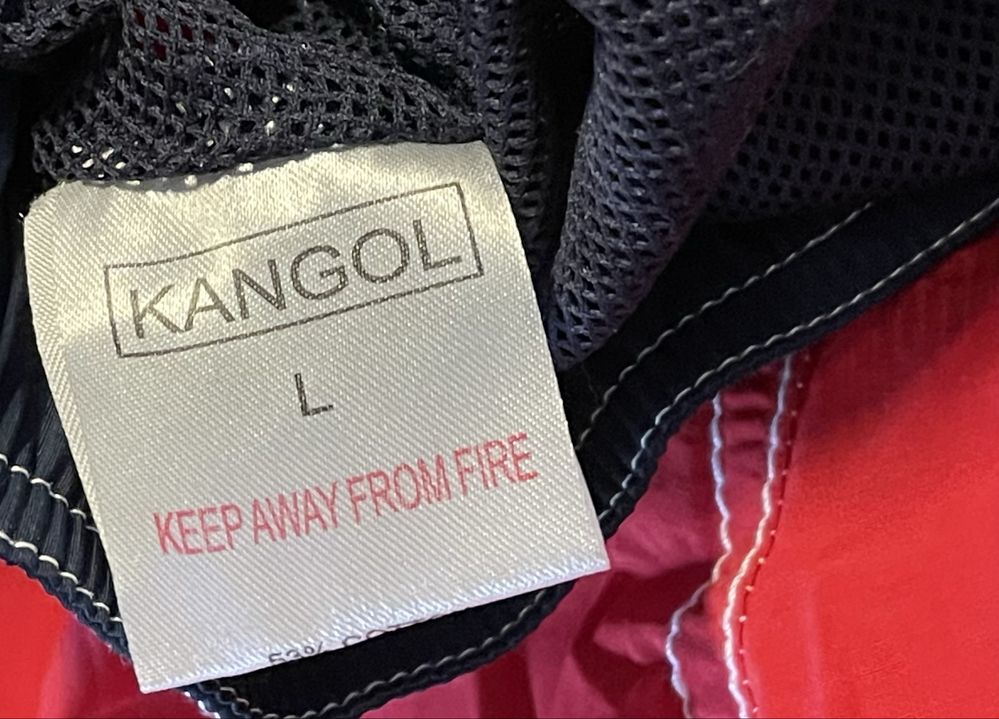 KANGOL
L
KEEP AWAY FROM FIRE